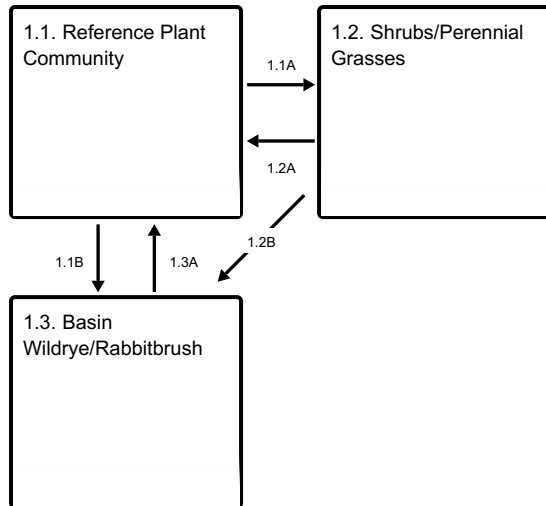 1.1. Reference Plant
Community
1.2. Shrubs/Perennial
Grasses
1.1A
1.2A
1.2B
1.1B
1.3A
1.3. Basin
Wildrye/Rabbitbrush